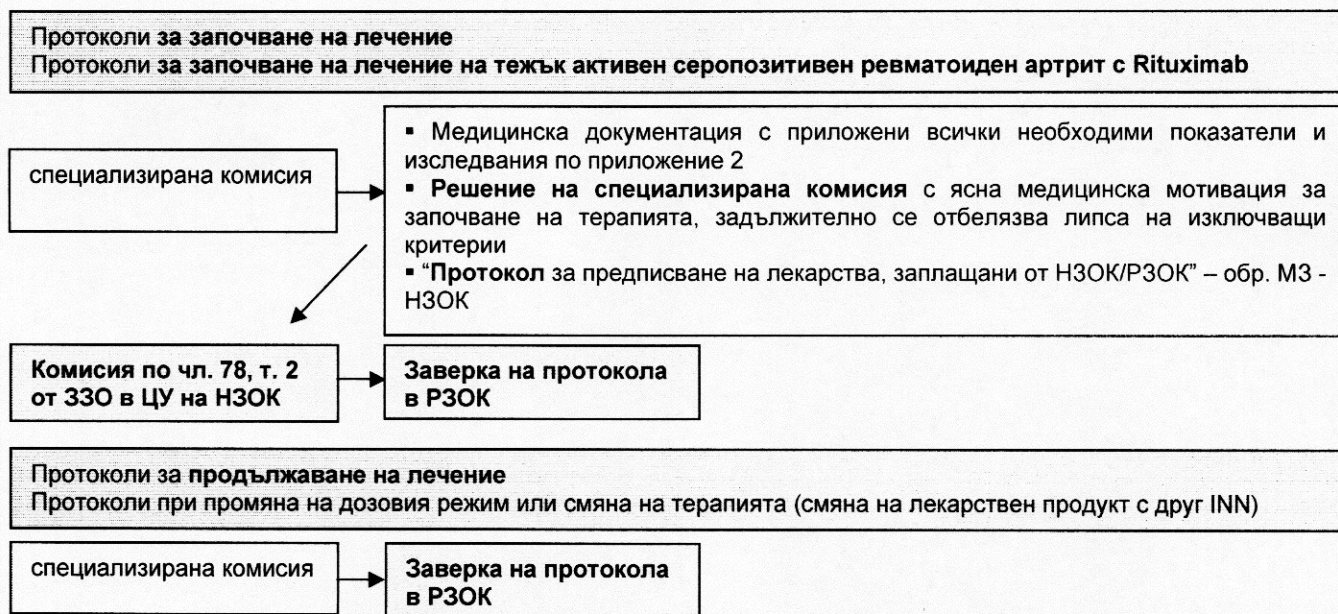 Протоколи за започване на лечение
Протоколи за започване на лечение на тежък активен серопозитивен ревматоиден артрит с Rituximab
специализирана комисия
▪ Медицинска документация с приложени всички необходими показатели и
изследвания по приложение 2
▪ Решение на специализирана комисия с ясна медицинска мотивация за
започване на терапията, задължително се отбелязва липса на изключващи
критерии
▪ “Протокол за предписване на лекарства, заплащани от НЗОК/РЗОК” – обр. МЗ -
НЗОК
Комисия по чл. 78, т. 2
от ЗЗО в ЦУ на НЗОК
Заверка на протокола
в РЗОК
Протоколи за продължаване на лечение
Протоколи при промяна на дозовия режим или смяна на терапията (смяна на лекарствен продукт с друг INN)
специализирана комисия
Заверка на протокола
в РЗОК